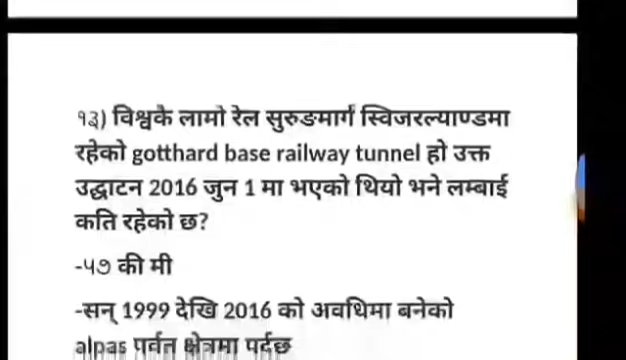 १३) विश्वकै लामो रेल सुरुङमार्ग स्विजरल्याण्डमा
रहेको gotthard base railway tunnel हो उक्त
उद्घाटन 2016 जुन 1 मा भएको थियो भने लम्बाई
कति रहेको छ?
-५७ की मी
-सन् 1999 देखि 2016 को अवधिमा बनेको
alpas पर्वत क्षेत्रमा पर्दछ